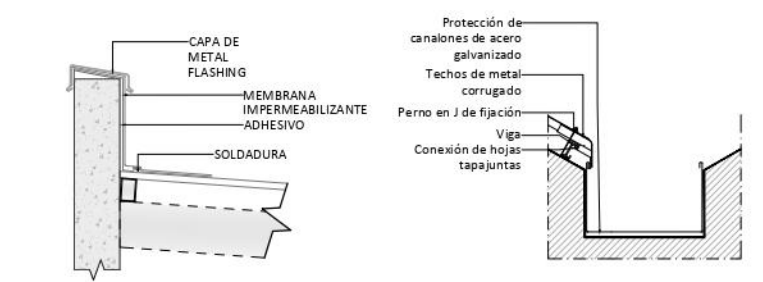 CAPA DE
METAL
FLASHING
MEMBRANA
IMPERMEABILIZANTE
ADHESIVO
SOLDADURA
Protección de
canalones de acero
galvanizado
Techos de metal
corrugado
Perno en J de fijación
Viga
Conexión de hojas
tapajuntas